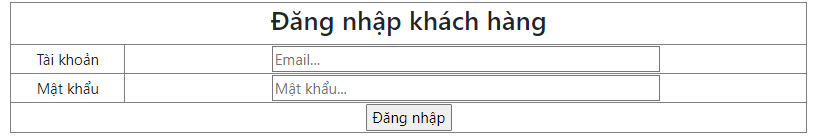 Đăng nhập khách hàng
Tài khoản Email...
Mật khẩu Mật khẩu...
Đăng nhập